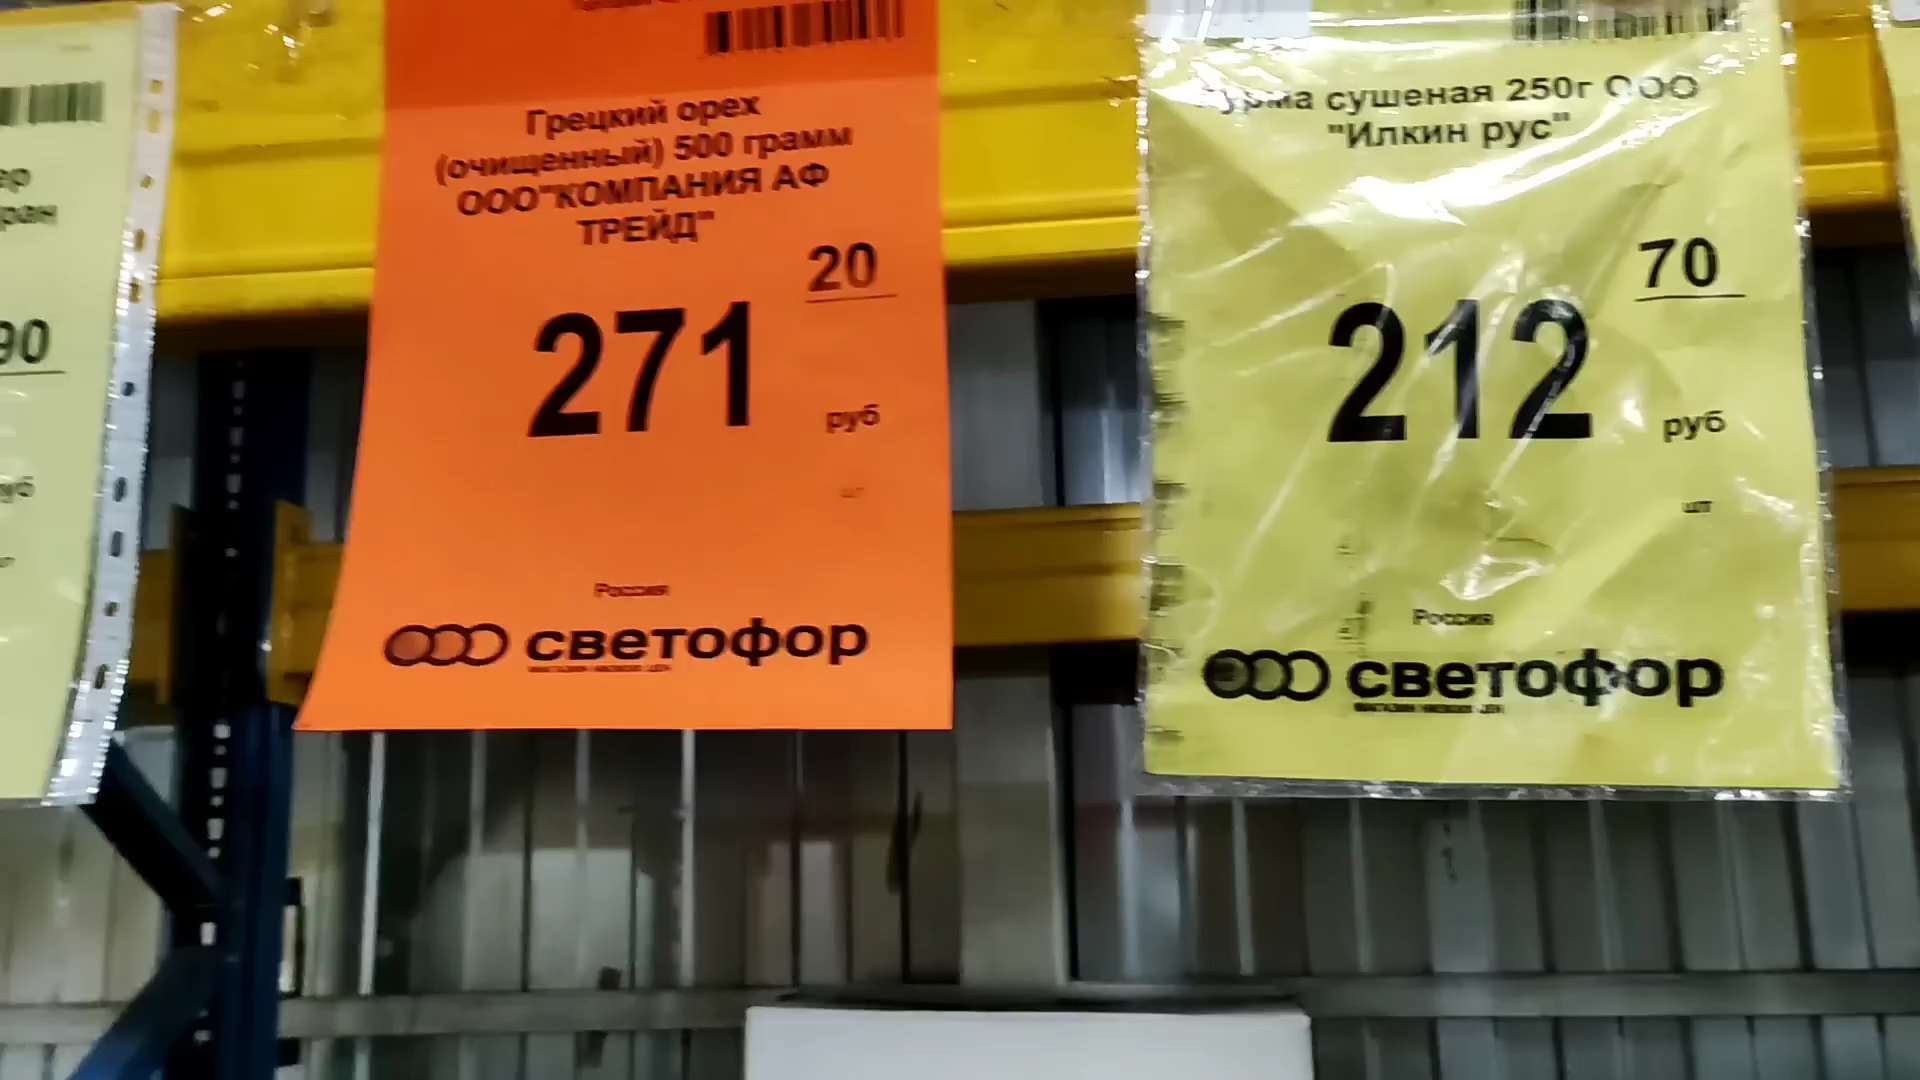 90
Грецкий орех
(очищенный) 500 грамм
ООО"КОМПАНИЯ АФ
ТРЕЙД"
20
271
руб
шт
Россия
светофор
сушеная 250г ООО
"Илкин рус"
70
212
руб
шт
Россия
светофор